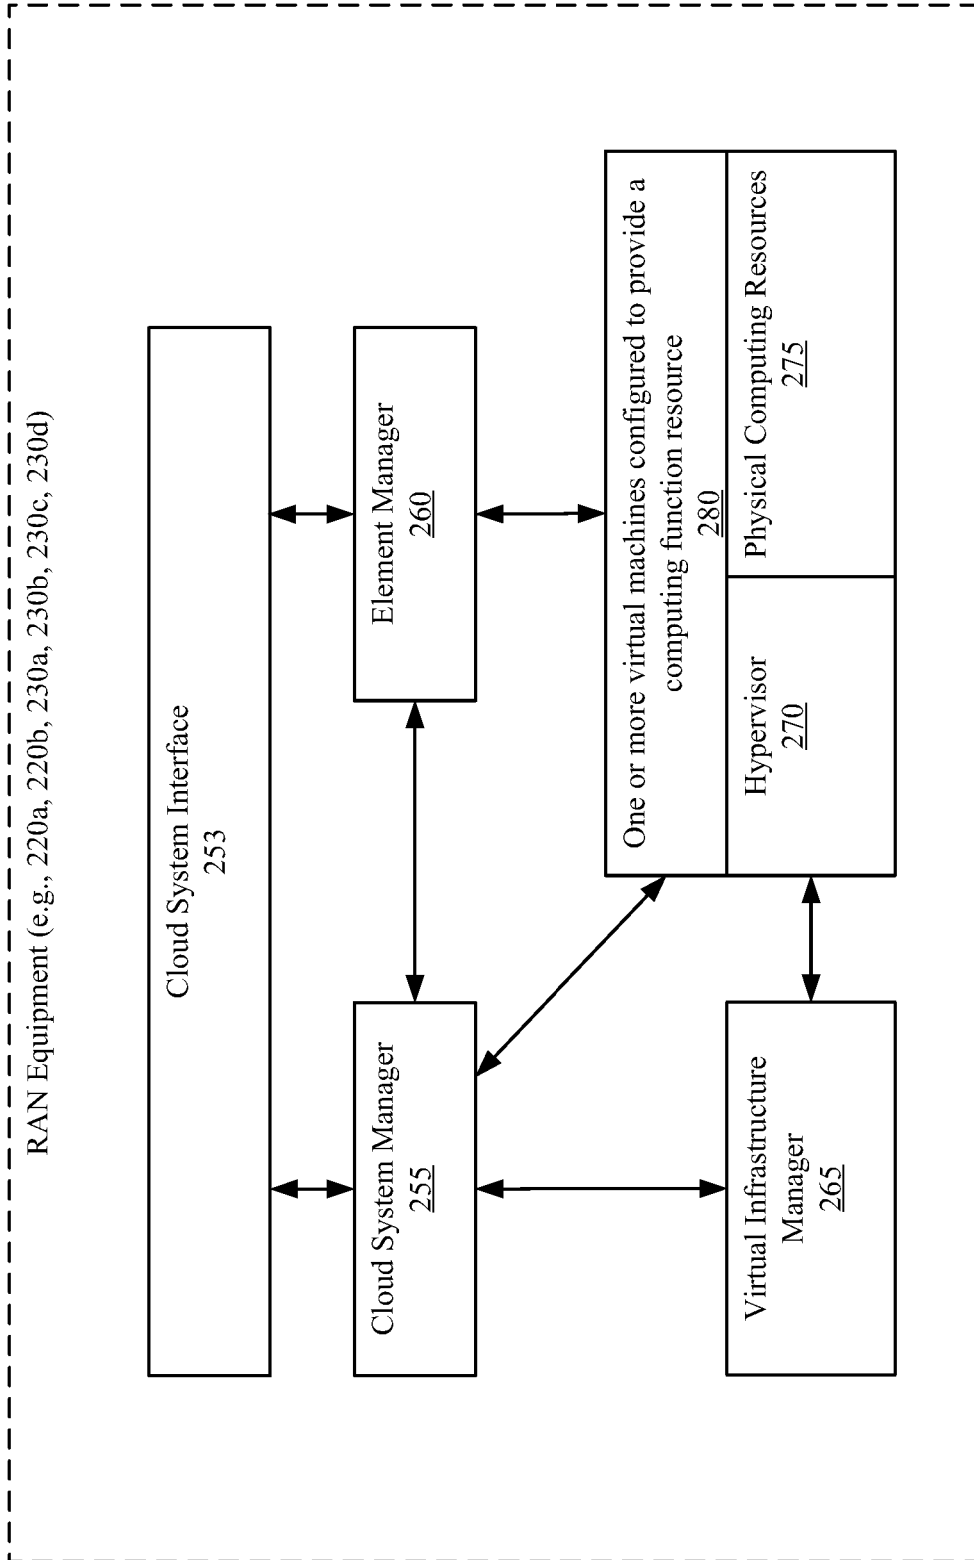 RAN Equipment (e.g., 220a, 220b, 230a, 230b, 230c, 230d)
Cloud System Interface
253
Cloud System Manager
255
Element Manager
260
One or more virtual machines configured to provide a
computing function resource
280
Virtual Infrastructure
Manager
265
Hypervisor
270
Physical Computing Resources
275